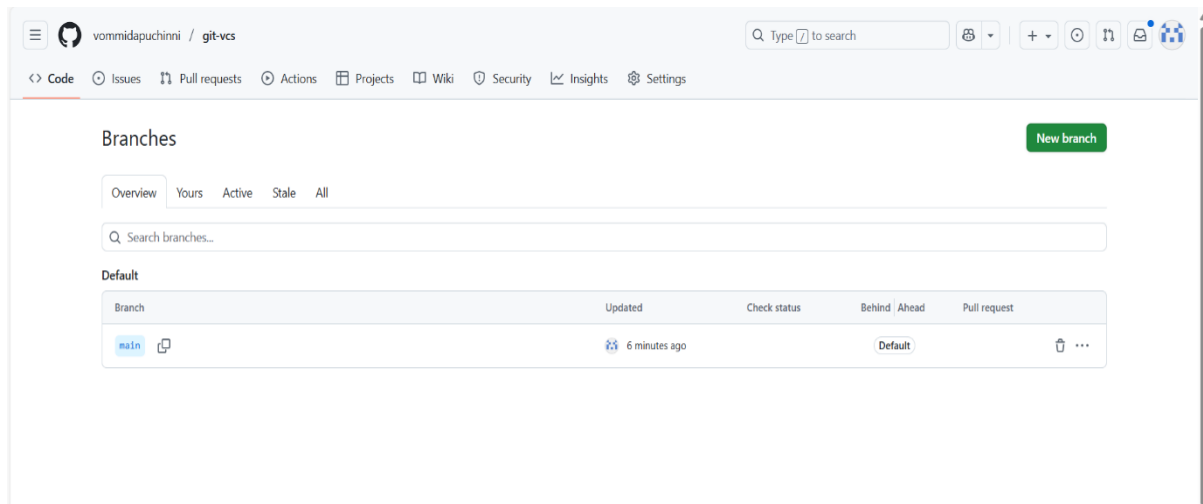 vommidapuchinni / git-vcs
Type / to search
Code Issues Pull requests Actions Projects Wiki Security Insights Settings
Branches
New branch
Overview Yours Active Stale All
Search branches...
Default
Branch Updated Check status Behind Ahead Pull request
main 6 minutes ago Default